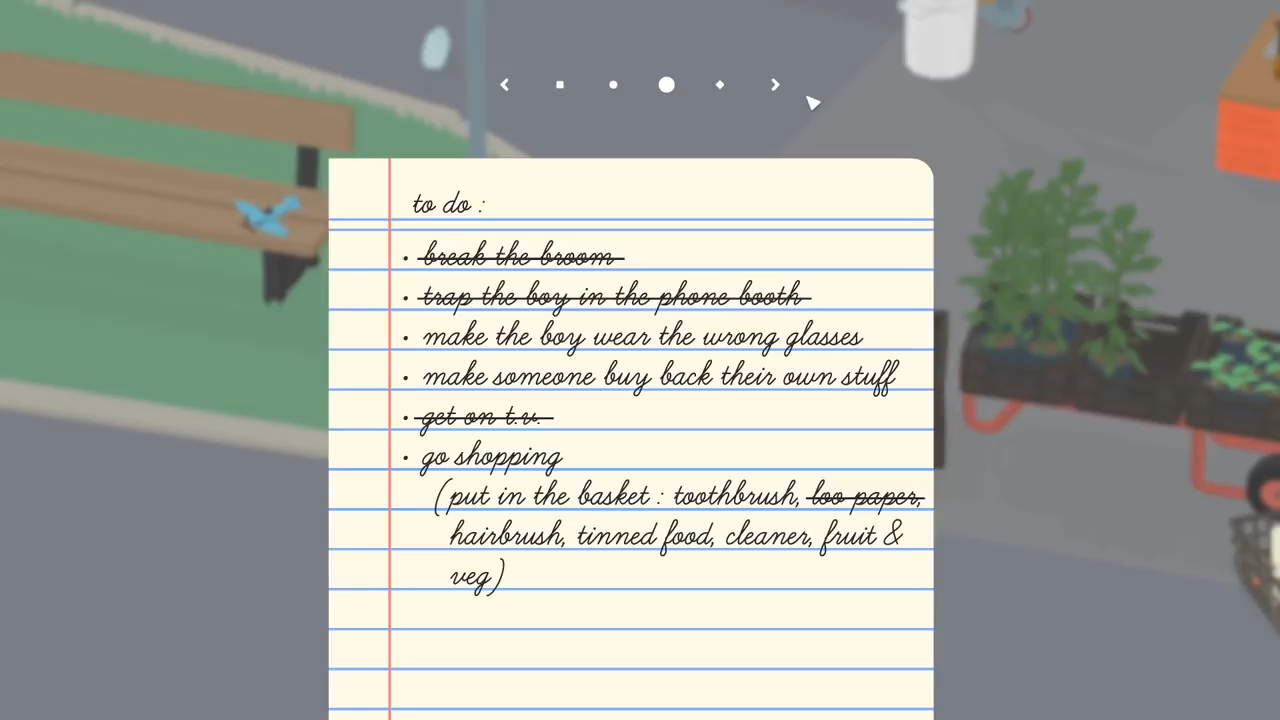 to do :
• break the broom
• trap the boy in the phone booth
• make the boy wear the wrong glasses
• make someone buy back their own stuff
• get on t.v.
• go shopping
(put in the basket : toothbrush, loo paper,
hairbrush, tinned food, cleaner, fruit &
veg)